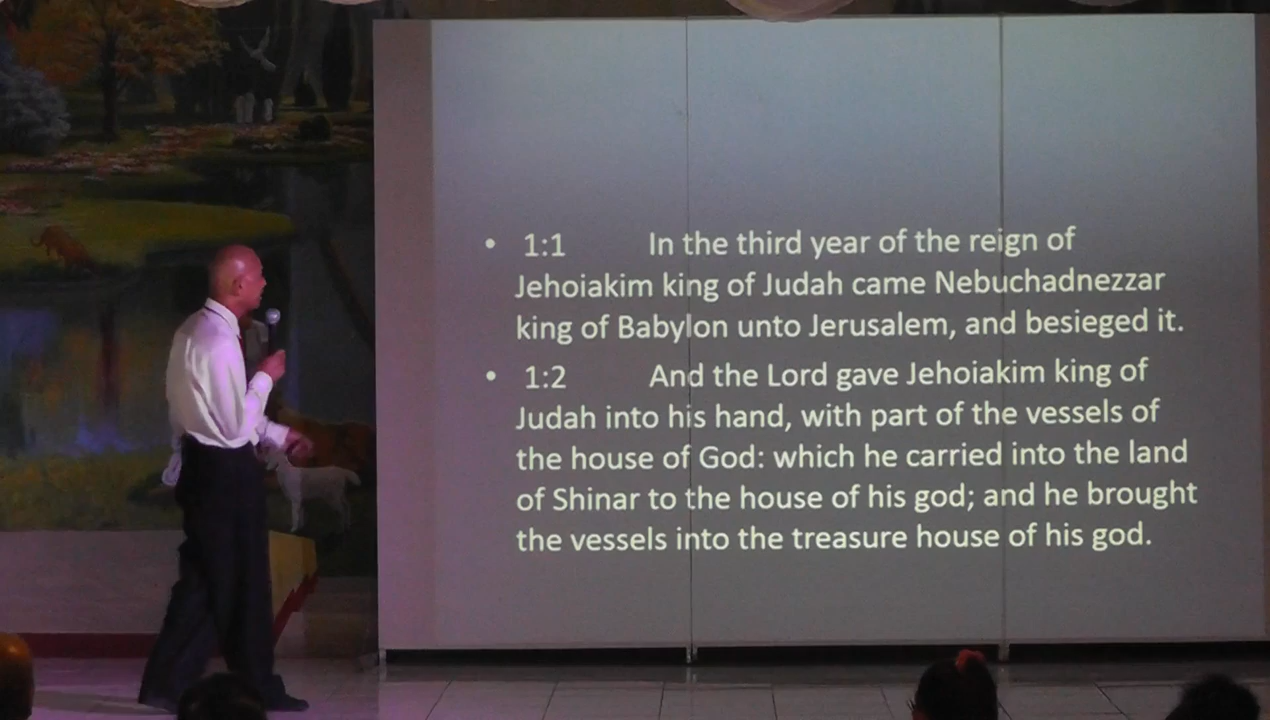 • 1:1 In the third year of the reign of
Jehoiakim king of Judah came Nebuchadnezzar
king of Babylon unto Jerusalem, and besieged it.
• 1:2 And the Lord gave Jehoiakim king of
Judah into his hand, with part of the vessels of
the house of God: which he carried into the land
of Shinar to the house of his god; and he brought
the vessels into the treasure house of his god.